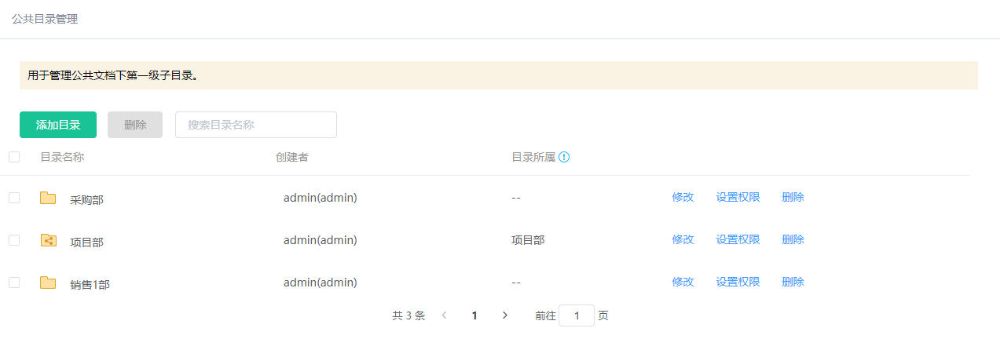 公共目录管理
用于管理公共文档下第一级子目录。
添加目录 删除 搜索目录名称
目录名称 创建者 目录所属
采购部 admin(admin) -- 修改 设置权限 删除
项目部 admin(admin) 项目部 修改 设置权限 删除
销售1部 admin(admin) -- 修改 设置权限 删除
共 3 条 1 前往 1 页